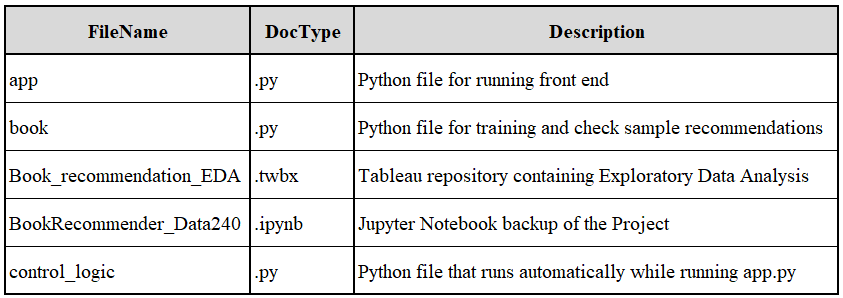 FileName DocType Description
app .py Python file for running front end
book .py Python file for training and check sample recommendations
Book_recommendation_EDA .twbx Tableau repository containing Exploratory Data Analysis
BookRecommender_Data240 .ipynb Jupyter Notebook backup of the Project
control_logic .py Python file that runs automatically while running app.py